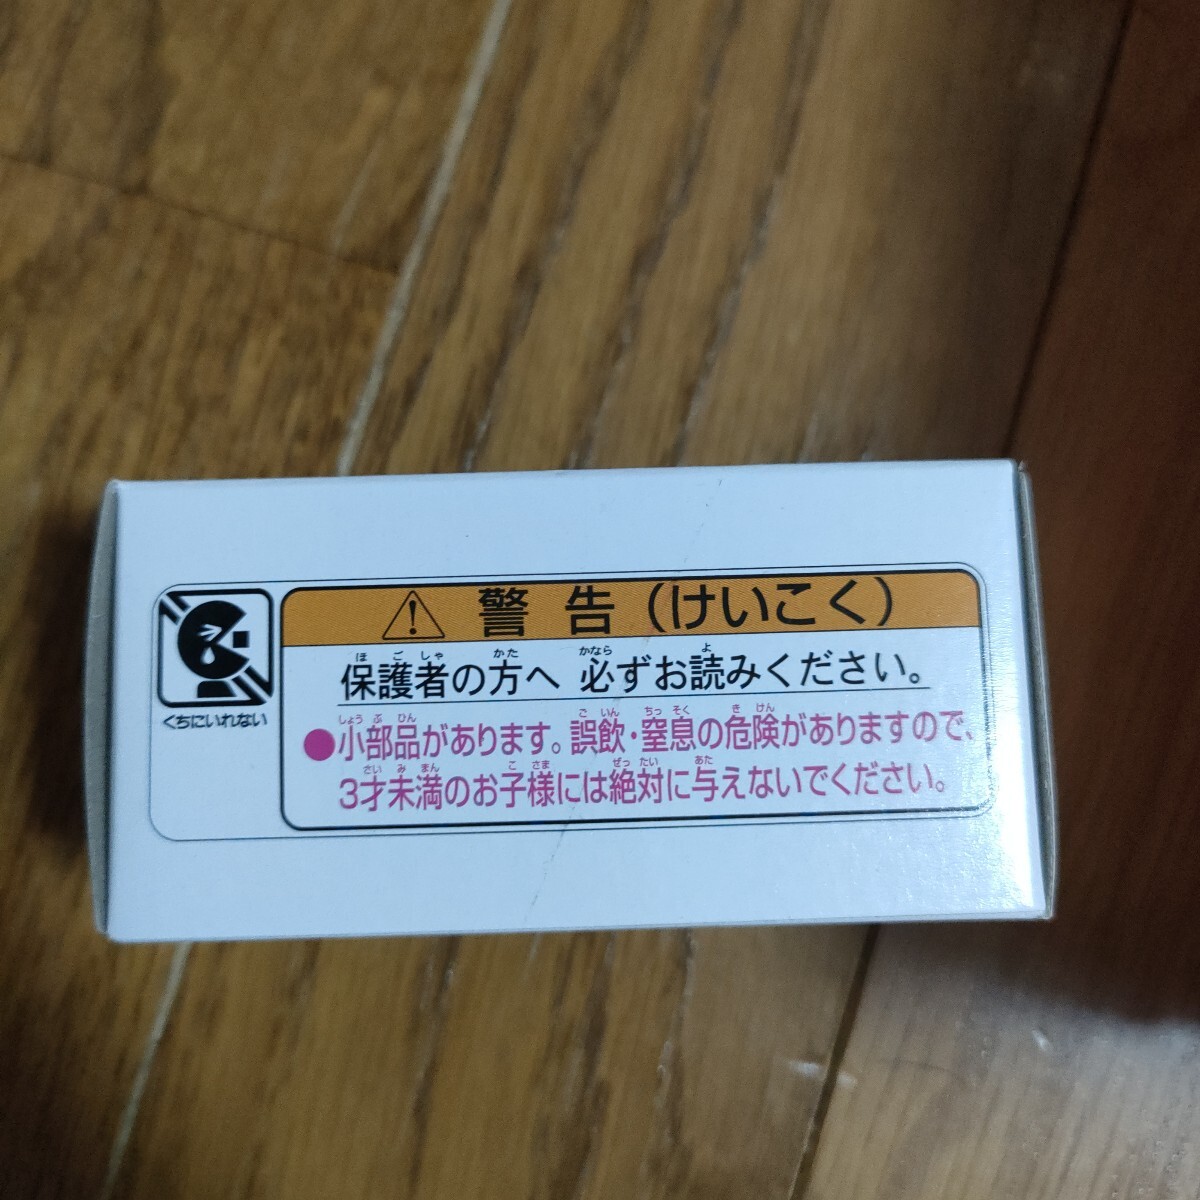 警告(けいこく)
保護者の方へ 必ずお読みください。
ほごしゃ かた かなら よ
くちにいれない
●小部品があります。誤飲・窒息の危険がありますので、
しょうぶひん ごいん ちっそく きけん
3才未満のお子様には絶対に与えないでください。
さいみまん こさま ぜったい あた